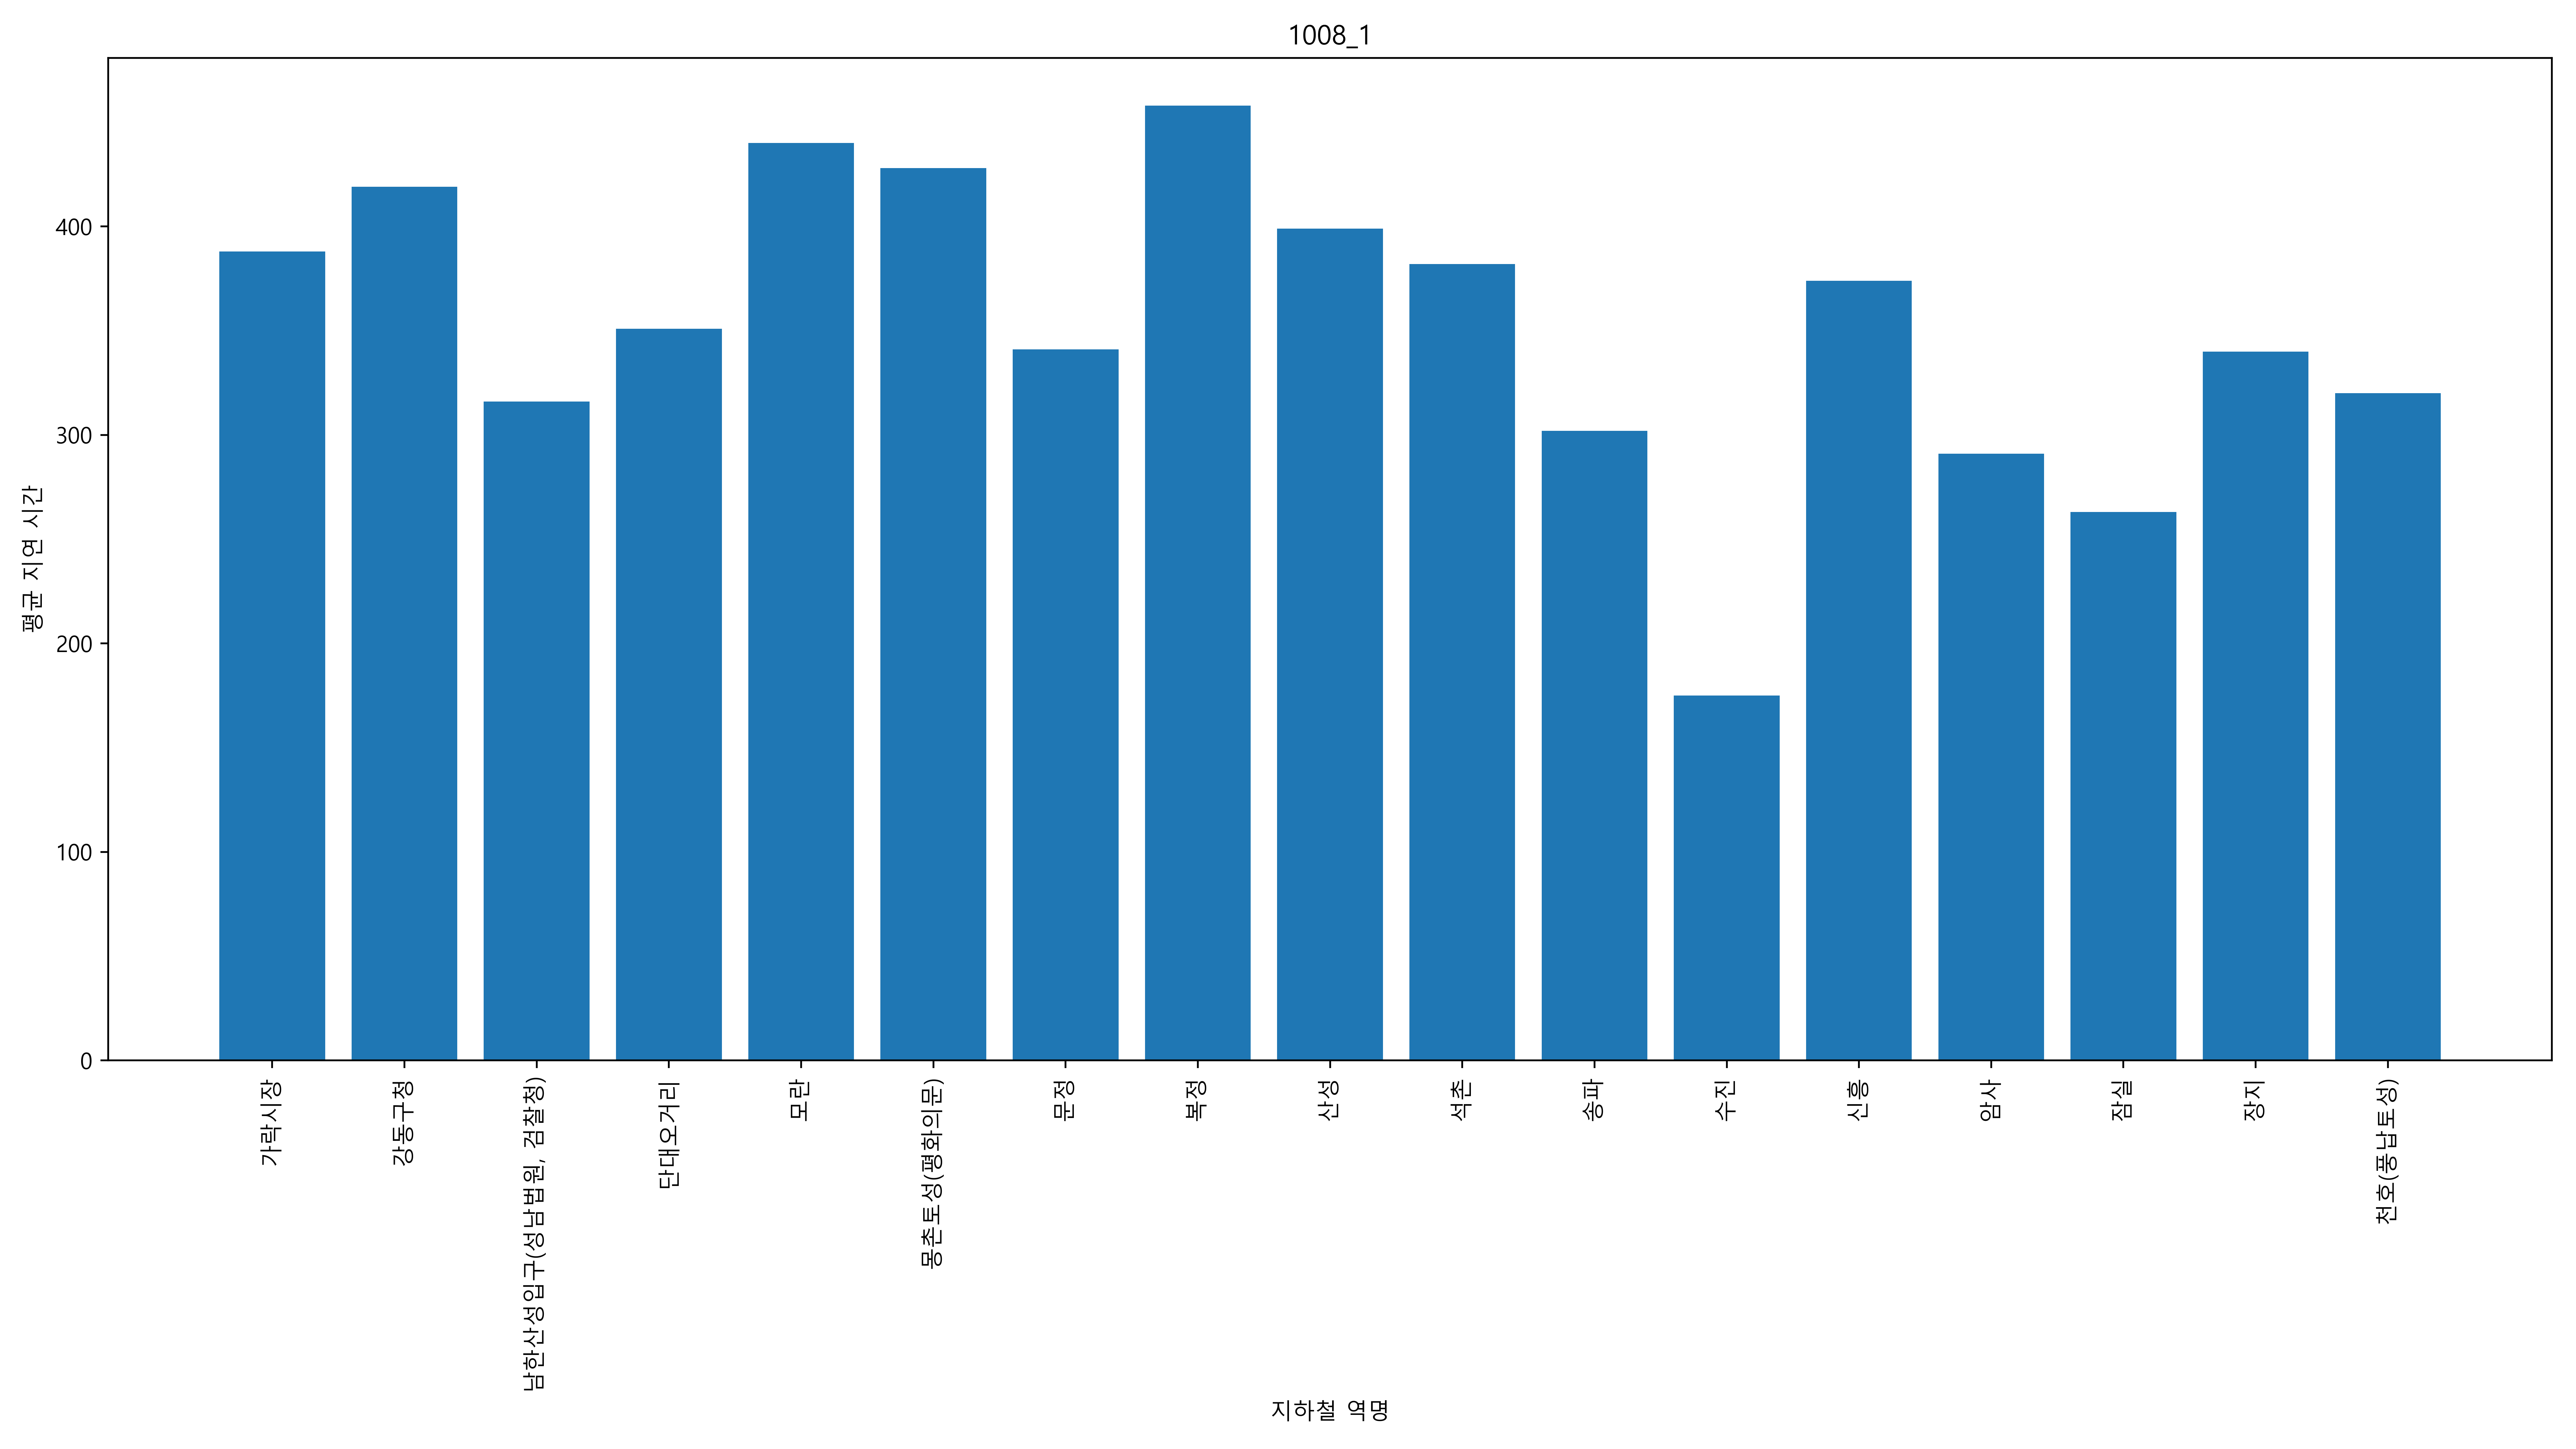 1008_1
평균 지연 시간
400
300
200
100
0
가락시장
강동구청
남한산성입구(성남법원, 검찰청)
단대오거리
모란
몽촌토성(평화의문)
문정
복정
산성
석촌
송파
수진
신흥
암사
잠실
장지
천호(풍납토성)
지하철 역명